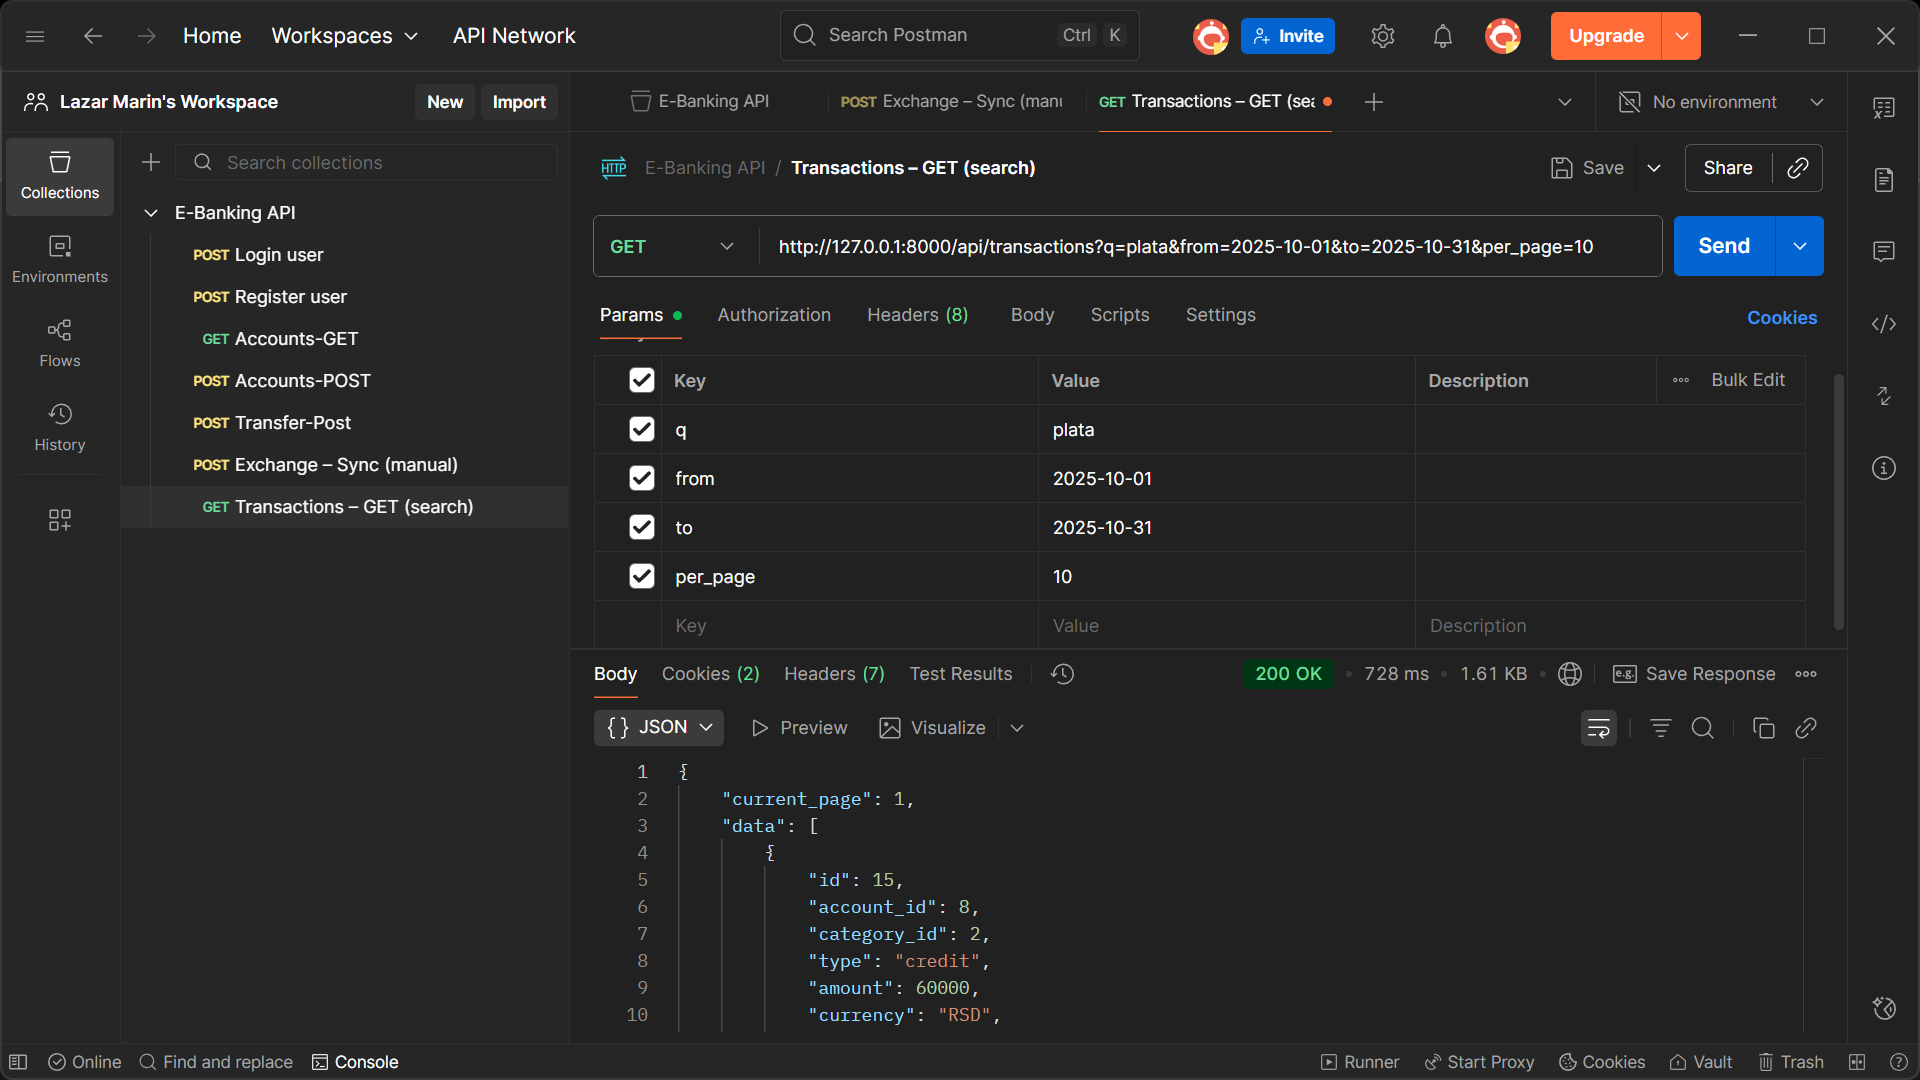 Home Workspaces API Network Search Postman Ctrl K Invite Upgrade
Lazar Marin's Workspace New Import
E-Banking API POST Exchange – Sync (manu GET Transactions – GET (sea No environment
Collections
Environments
Flows
History
Search collections
E-Banking API
POST Login user
POST Register user
GET Accounts-GET
POST Accounts-POST
POST Transfer-Post
POST Exchange – Sync (manual)
GET Transactions – GET (search)
HTTP E-Banking API / Transactions – GET (search) Save Share
GET http://127.0.0.1:8000/api/transactions?q=plata&from=2025-10-01&to=2025-10-31&per_page=10 Send
Params Authorization Headers (8) Body Scripts Settings Cookies
Key Value Description Bulk Edit
q plata
from 2025-10-01
to 2025-10-31
per_page 10
Key Value Description
Body Cookies (2) Headers (7) Test Results 200 OK • 728 ms • 1.61 KB • e.g. Save Response
{} JSON Preview Visualize
1 {
2 "current_page": 1,
3 "data": [
4 {
5 "id": 15,
6 "account_id": 8,
7 "category_id": 2,
8 "type": "credit",
9 "amount": 60000,
10 "currency": "RSD",
Online Find and replace Console Runner Start Proxy Cookies Vault Trash